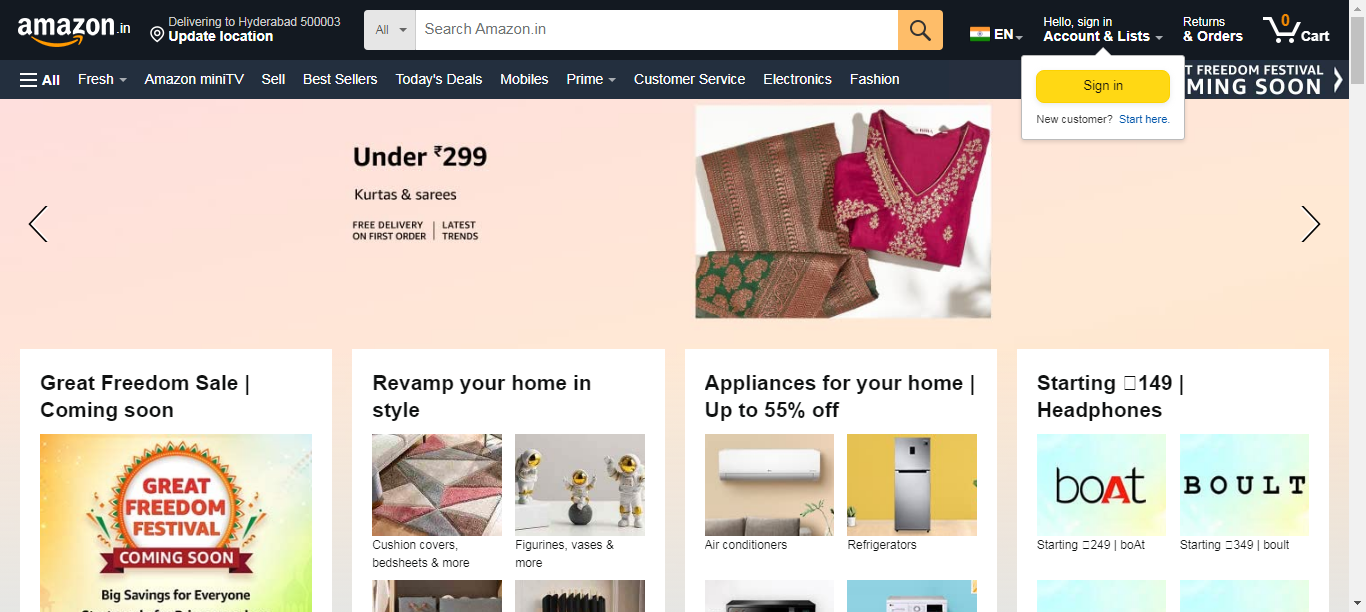 amazon.in
Delivering to Hyderabad 500003
Update location
All
Search Amazon.in
EN
Hello, sign in
Account & Lists
Returns
& Orders
0
Cart
All
Fresh
Amazon miniTV
Sell
Best Sellers
Today's Deals
Mobiles
Prime
Customer Service
Electronics
Fashion
T FREEDOM FESTIVAL
MING SOON
Sign in
New customer? Start here.
Under ₹299
Kurtas & sarees
FREE DELIVERY
ON FIRST ORDER
LATEST
TRENDS
Great Freedom Sale |
Coming soon
GREAT
FREEDOM
FESTIVAL
COMING SOON
Big Savings for Everyone
Revamp your home in
style
Cushion covers,
bedsheets & more
Figurines, vases &
more
Appliances for your home |
Up to 55% off
Air conditioners
Refrigerators
Starting 149 |
Headphones
boAt
Starting 249 | boAt
BOULT
Starting 349 | boult